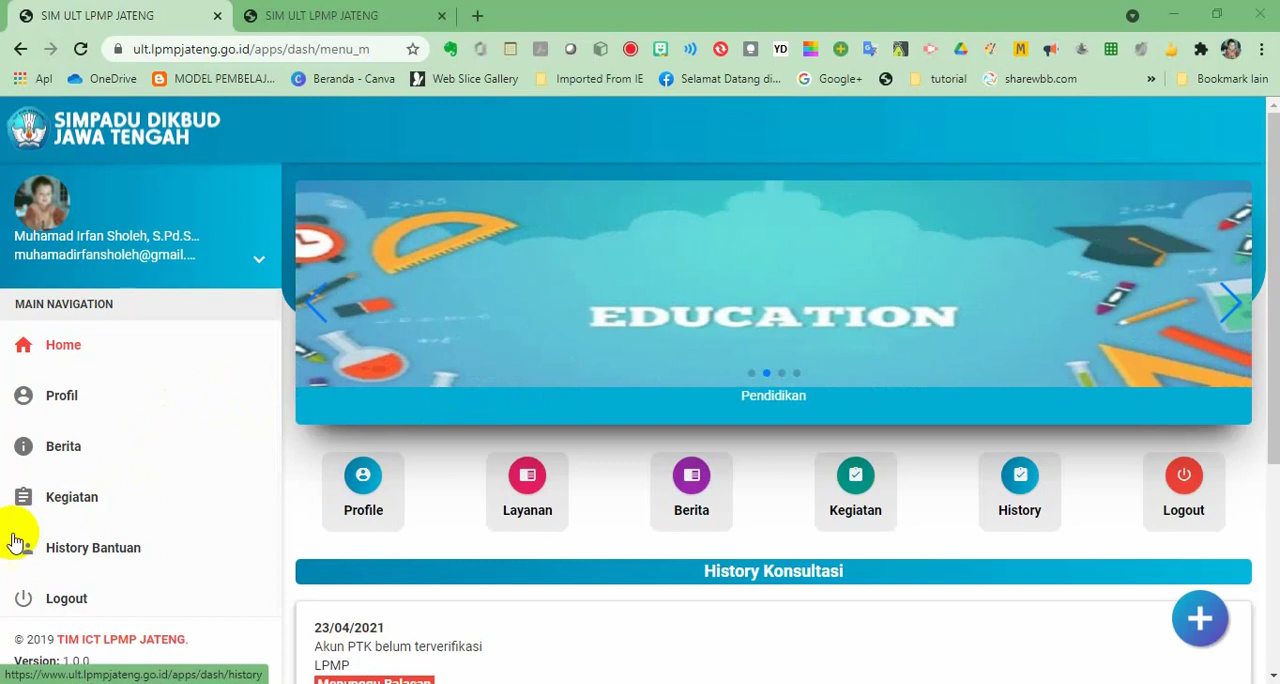 SIM ULT LPMP JATENG
SIM ULT LPMP JATENG
ult.lpmpjateng.go.id/apps/dash/menu_m
YD
M
Apl
OneDrive
MODEL PEMBELAJ...
Beranda - Canva
Web Slice Gallery
Imported From IE
Selamat Datang di...
Google+
tutorial
sharewbb.com
»
Bookmark lain
SIMPADU DIKBUD
JAWA TENGAH
Muhamad Irfan Sholeh, S.Pd.S...
muhamadirfansholeh@gmail....
MAIN NAVIGATION
Home
Profil
Berita
Kegiatan
History Bantuan
Logout
© 2019 TIM ICT LPMP JATENG.
Version: 1.0.0
https://www.ult.lpmpjateng.go.id/apps/dash/history
EDUCATION
Pendidikan
Profile
Layanan
Berita
Kegiatan
History
Logout
History Konsultasi
23/04/2021
Akun PTK belum terverifikasi
LPMP
Menunggu Balasan